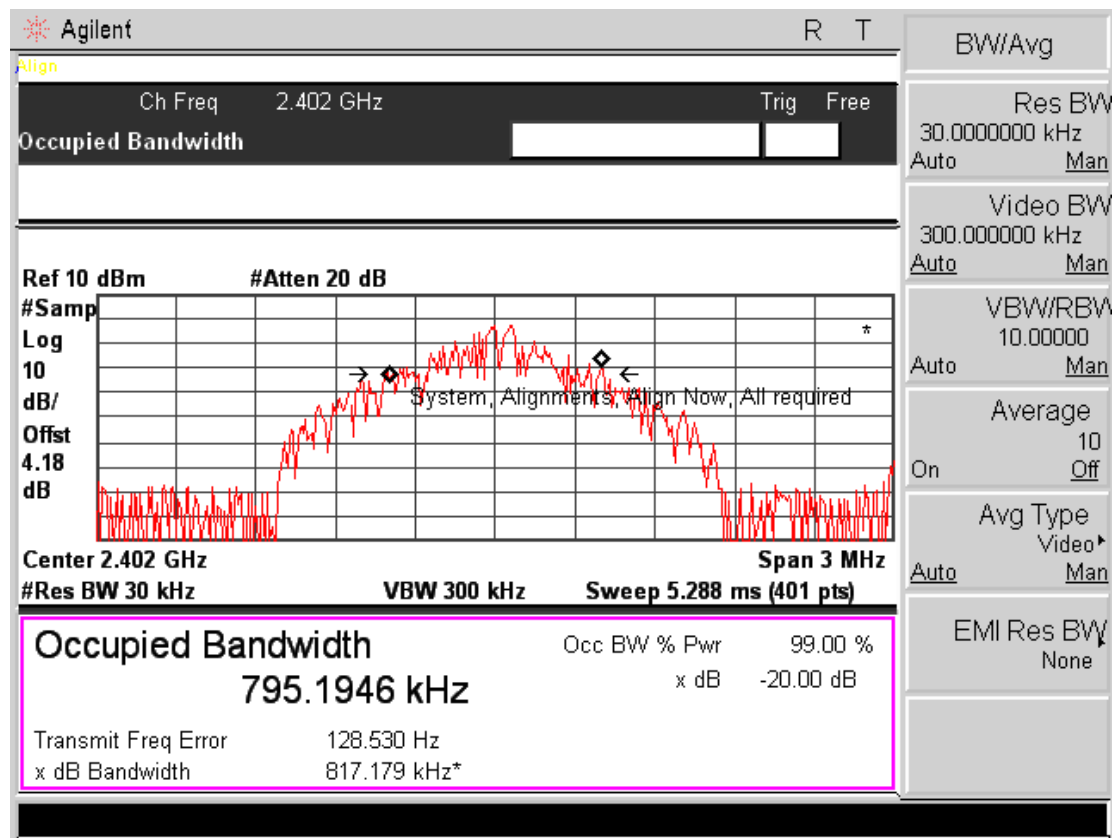 Agilent
R T
Align
Ch Freq 2.402 GHz
Trig Free
Occupied Bandwidth
Ref 10 dBm
#Atten 20 dB
#Samp
Log
10
dB/
Offst
4.18
dB
*
System, Alignments, Align Now, All required
Center 2.402 GHz
Span 3 MHz
#Res BW 30 kHz
VBW 300 kHz
Sweep 5.288 ms (401 pts)
Occupied Bandwidth
795.1946 kHz
Occ BW % Pwr 99.00 %
x dB -20.00 dB
Transmit Freq Error 128.530 Hz
x dB Bandwidth 817.179 kHz*
BW/Avg
Res BW
30.0000000 kHz
Auto Man
Video BW
300.000000 kHz
Auto Man
VBW/RBW
10.00000
Auto Man
Average
10
On Off
Avg Type
Video
Auto Man
EMI Res BW
None